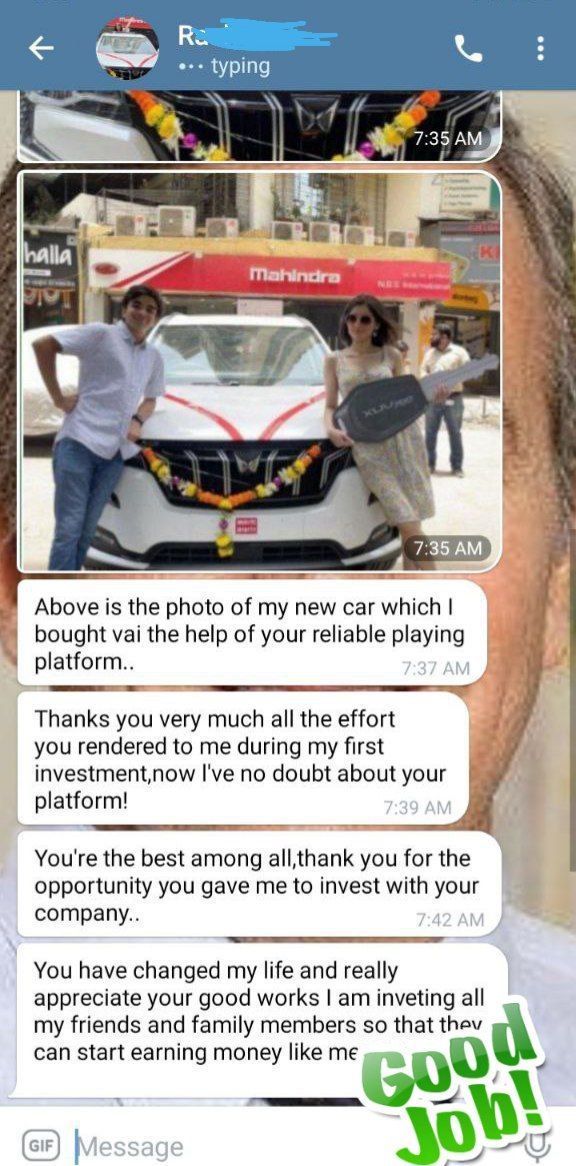 Ra
typing
7:35 AM
halla
Mahindra
XUV700
7:35 AM
Above is the photo of my new car which I
bought vai the help of your reliable playing
platform..
7:37 AM
Thanks you very much all the effort
you rendered to me during my first
investment,now I've no doubt about your
platform!
7:39 AM
You're the best among all,thank you for the
opportunity you gave me to invest with your
company..
7:42 AM
You have changed my life and really
appreciate your good works I am inveting all
my friends and family members so that they
can start earning money like me
Good
Job!
GIF
Message